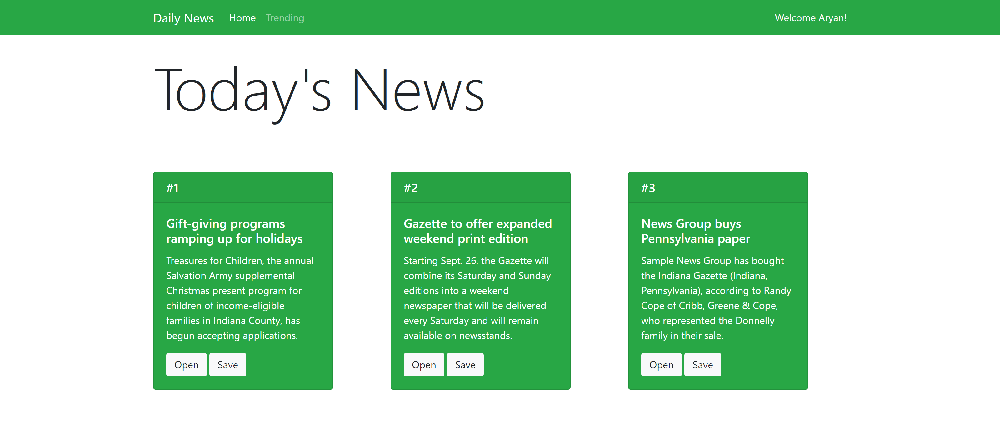 Daily News Home Trending Welcome Aryan!
Today's News
#1
Gift-giving programs
ramping up for holidays
Treasures for Children, the annual
Salvation Army supplemental
Christmas present program for
children of income-eligible
families in Indiana County, has
begun accepting applications.
Open Save
#2
Gazette to offer expanded
weekend print edition
Starting Sept. 26, the Gazette will
combine its Saturday and Sunday
editions into a weekend
newspaper that will be delivered
every Saturday and will remain
available on newsstands.
Open Save
#3
News Group buys
Pennsylvania paper
Sample News Group has bought
the Indiana Gazette (Indiana,
Pennsylvania), according to Randy
Cope of Cribb, Greene & Cope,
who represented the Donnelly
family in their sale.
Open Save